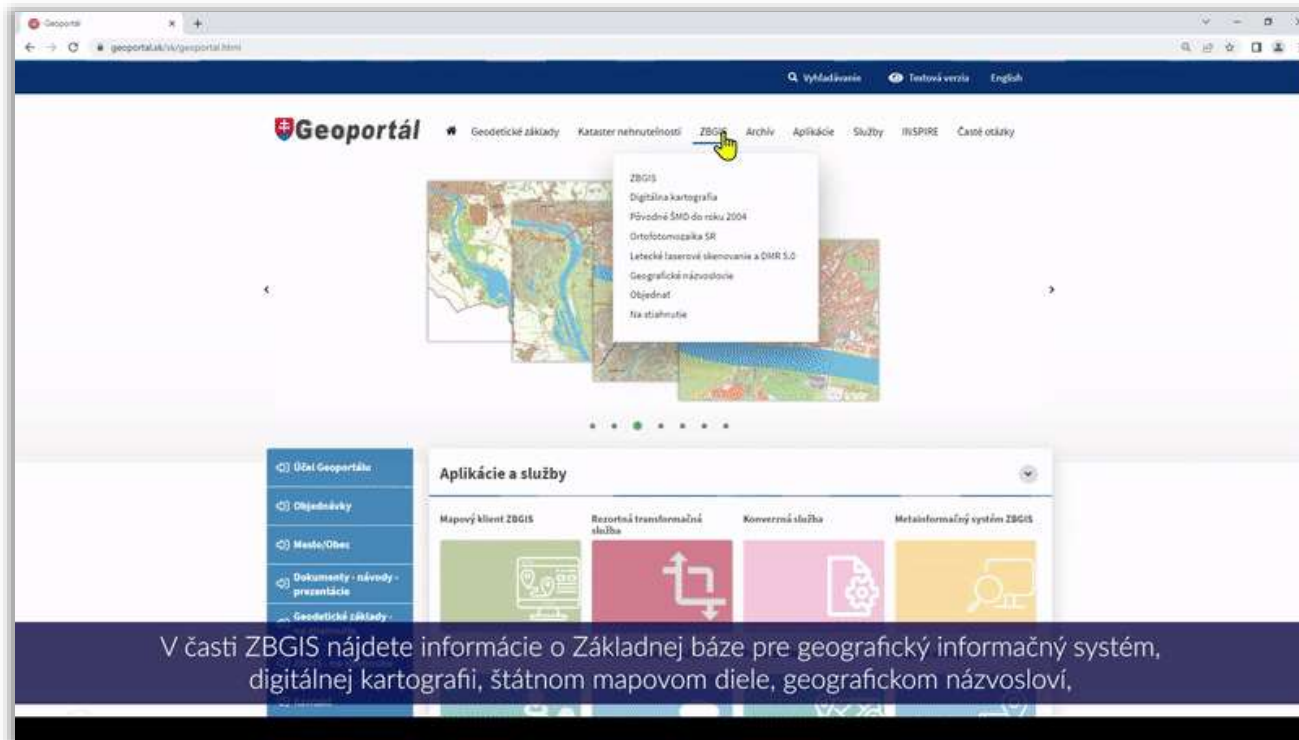 Geoportál
geoportal.sk/sk/geoportal.html
Vyhľadávanie Textová verzia English
Geoportál Geodetické základy Kataster nehnuteľností ZBGIS Archív Aplikácie Služby INSPIRE Časté otázky
ZBGIS
Digitálna kartografia
Pôvodné ŠMO do roku 2004
Ortofotomozaika SR
Letecké laserové skenovanie a DMR 5.0
Geografické názvoslovie
Objednať
Na stiahnutie
Účel Geoportálu
Objednávky
Mesto/Obec
Dokumenty - návody -
prezentácie
Geodetické základy -
Aplikácie a služby
Mapový klient ZBGIS
Rezortná transformačná
služba
Konverzná služba
Metainformačný systém ZBGIS
V časti ZBGIS nájdete informácie o Základnej báze pre geografický informačný systém,
digitálnej kartografii, štátnom mapovom diele, geografickom názvosloví,